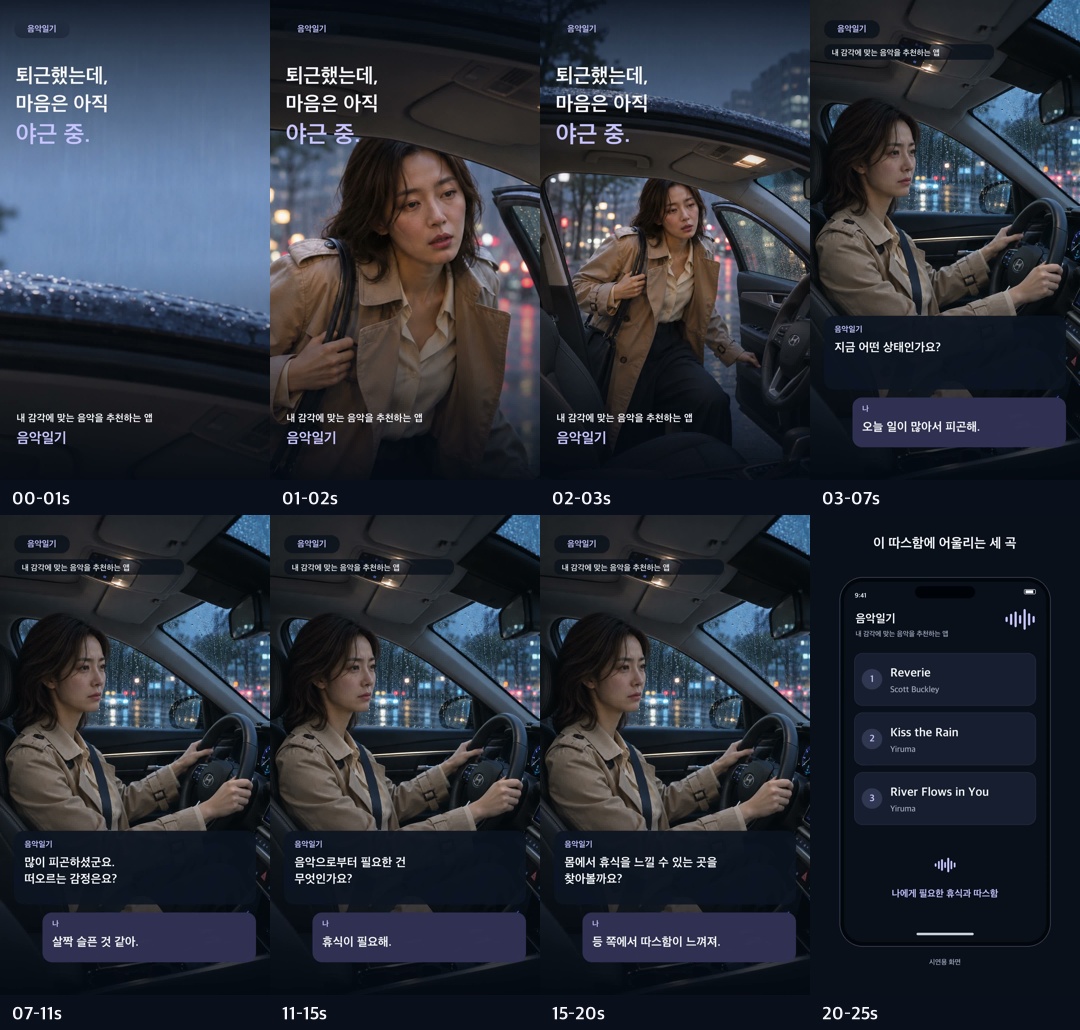 음악일기
퇴근했는데,
마음은 아직
야근 중.
내 감각에 맞는 음악을 추천하는 앱
음악일기
00-01s
음악일기
퇴근했는데,
마음은 아직
야근 중.
내 감각에 맞는 음악을 추천하는 앱
음악일기
01-02s
음악일기
퇴근했는데,
마음은 아직
야근 중.
내 감각에 맞는 음악을 추천하는 앱
음악일기
02-03s
음악일기
내 감각에 맞는 음악을 추천하는 앱
음악일기
지금 어떤 상태인가요?
나
오늘 일이 많아서 피곤해.
03-07s
음악일기
내 감각에 맞는 음악을 추천하는 앱
음악일기
많이 피곤하셨군요.
떠오르는 감정은요?
나
살짝 슬픈 것 같아.
07-11s
음악일기
내 감각에 맞는 음악을 추천하는 앱
음악일기
음악으로부터 필요한 건
무엇인가요?
나
휴식이 필요해.
11-15s
음악일기
내 감각에 맞는 음악을 추천하는 앱
음악일기
몸에서 휴식을 느낄 수 있는 곳을
찾아볼까요?
나
등 쪽에서 따스함이 느껴져.
15-20s
이 따스함에 어울리는 세 곡
9:41
음악일기
내 감각에 맞는 음악을 추천하는 앱
1
Reverie
Scott Buckley
2
Kiss the Rain
Yiruma
3
River Flows in You
Yiruma
나에게 필요한 휴식과 따스함
시연용 화면
20-25s